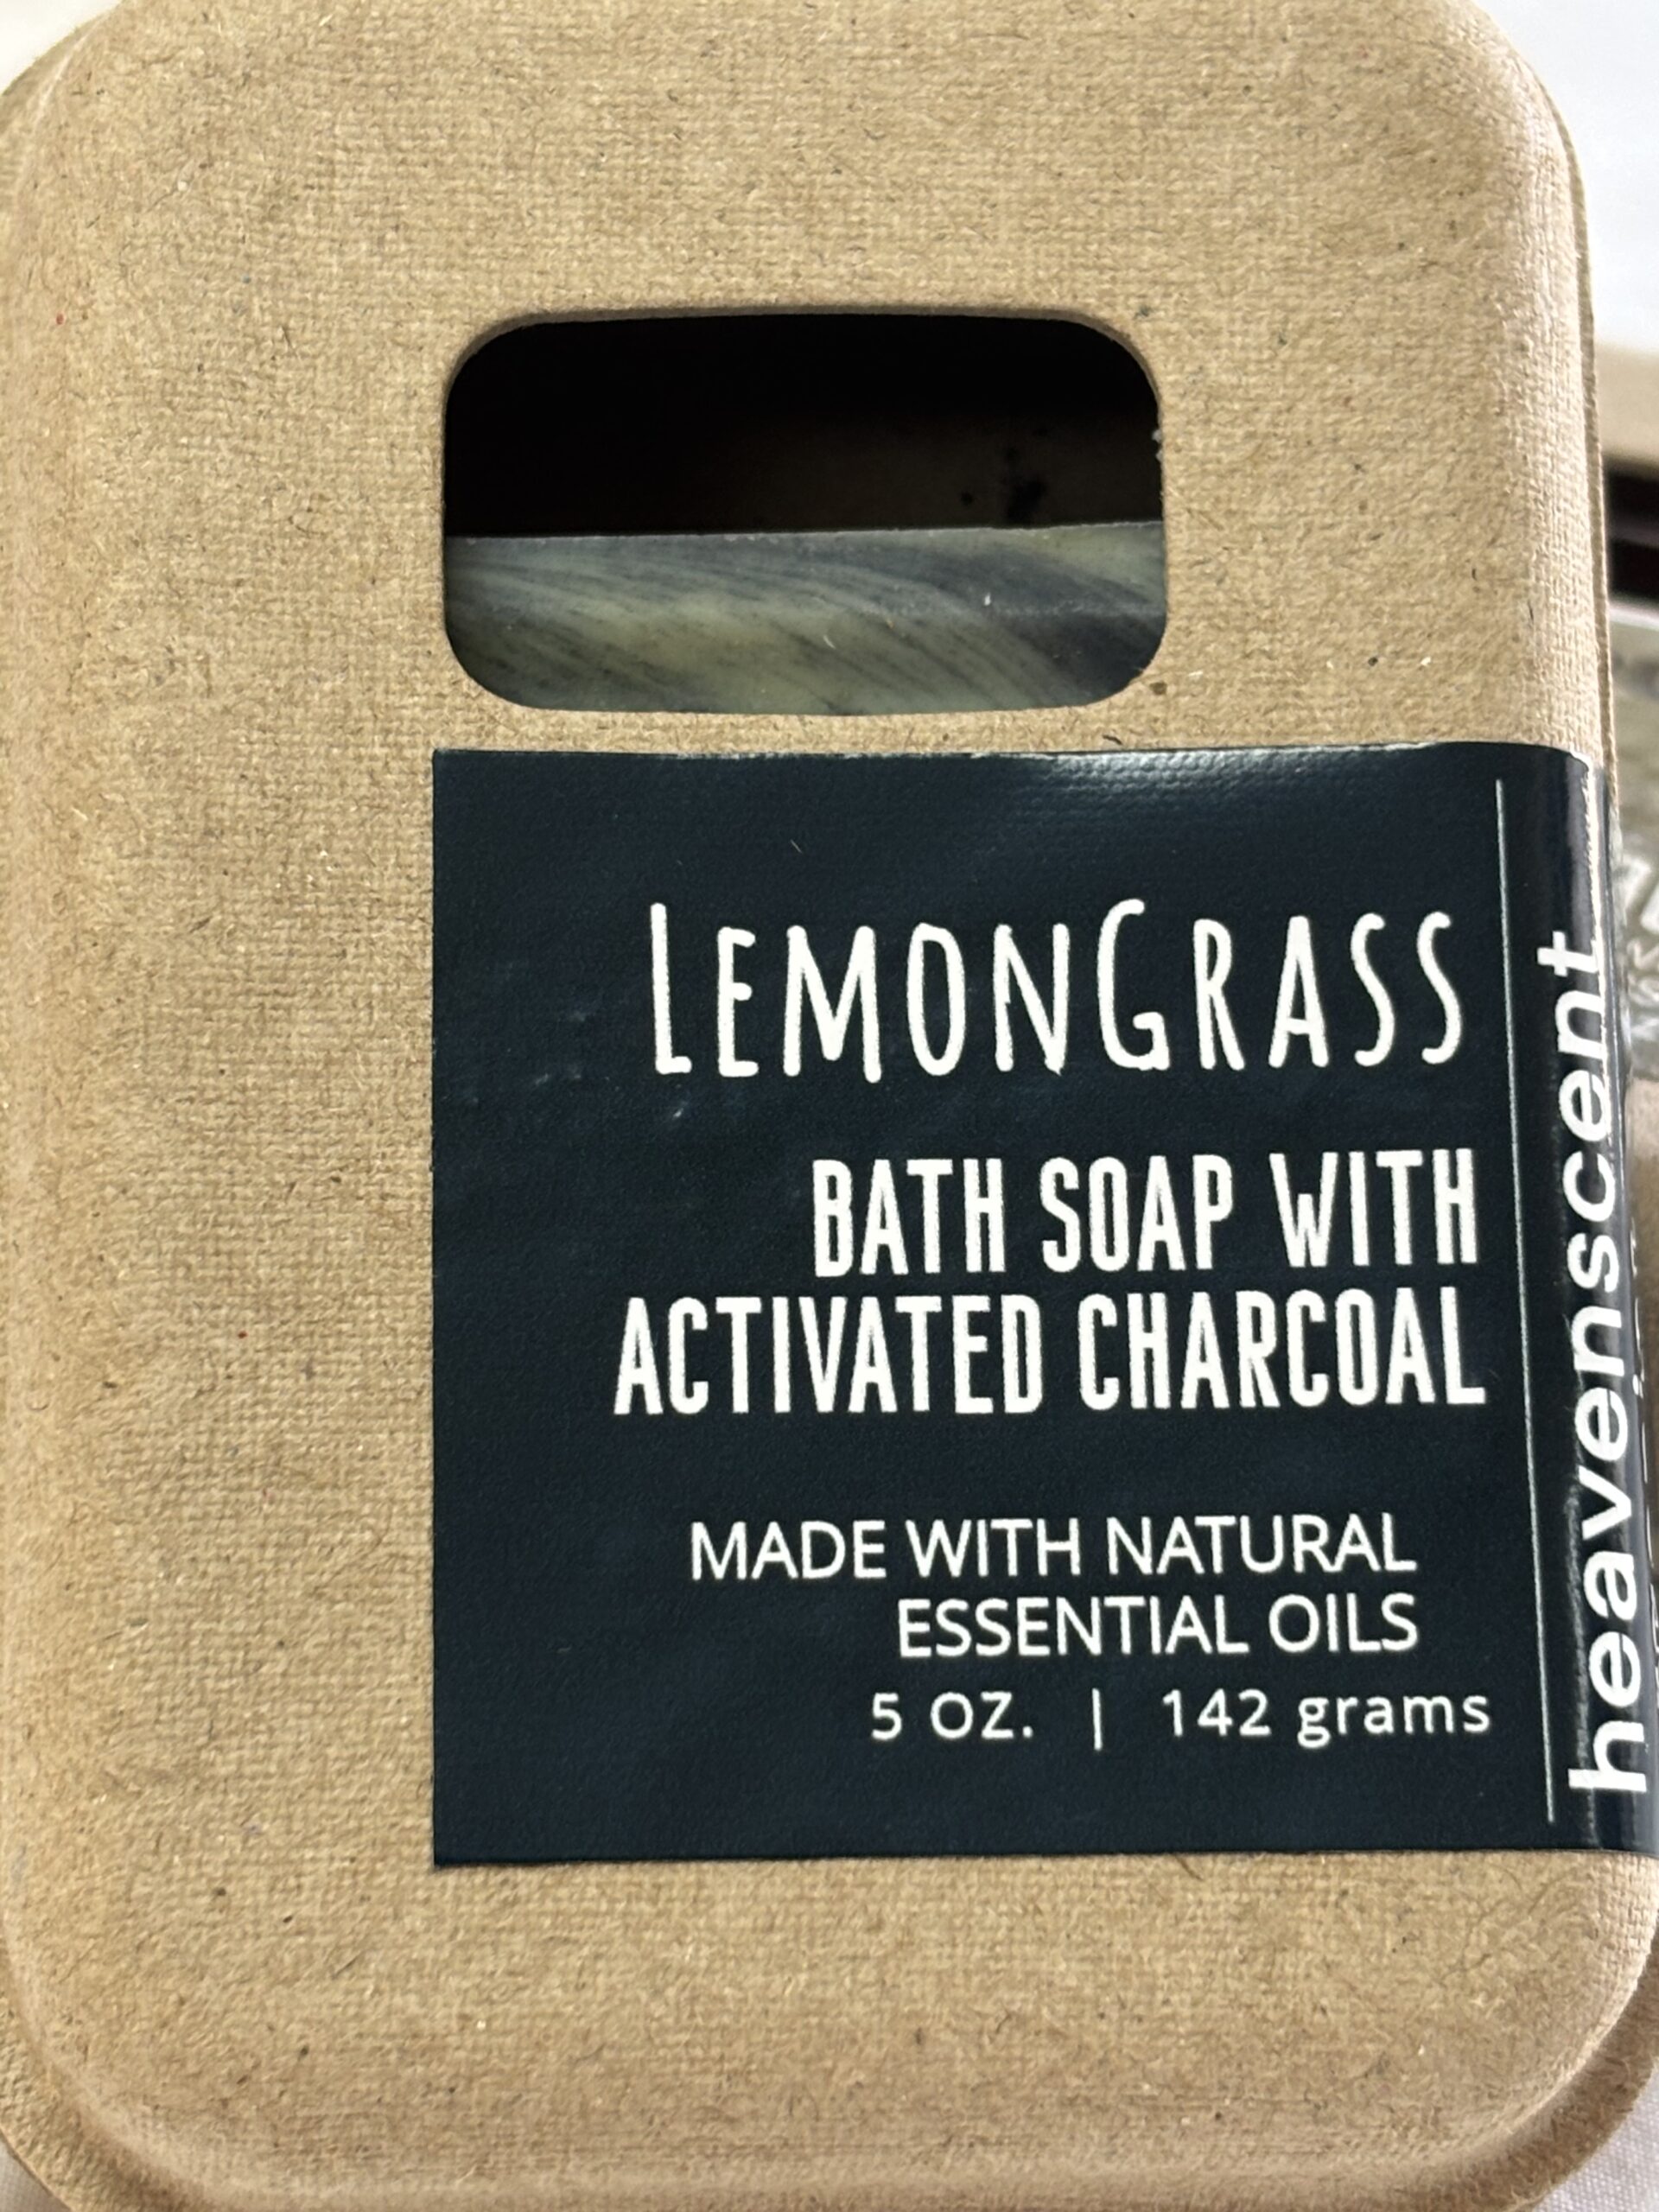 LEMONGRASS
BATH SOAP WITH
ACTIVATED CHARCOAL
MADE WITH NATURAL
ESSENTIAL OILS
5 OZ. | 142 grams
heavenscent